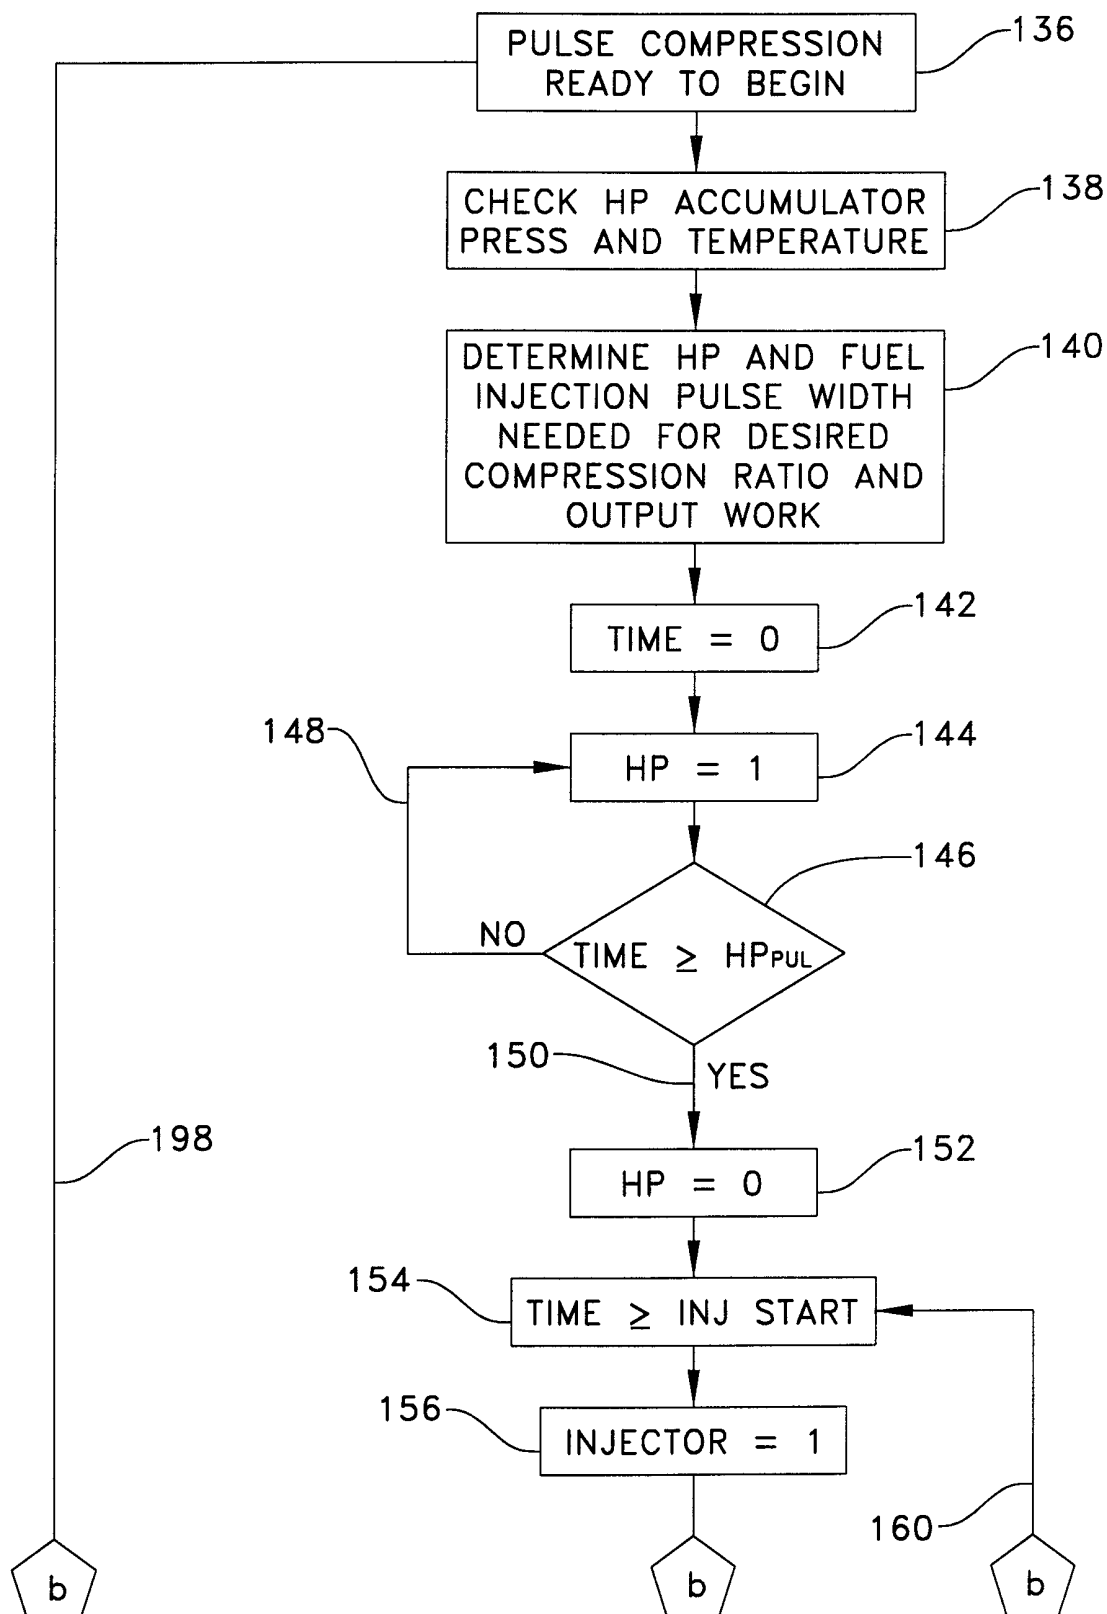 PULSE COMPRESSION
READY TO BEGIN
136
CHECK HP ACCUMULATOR
PRESS AND TEMPERATURE
138
DETERMINE HP AND FUEL
INJECTION PULSE WIDTH
NEEDED FOR DESIRED
COMPRESSION RATIO AND
OUTPUT WORK
140
TIME = 0
142
148
HP = 1
144
146
NO
TIME ≥ HPPUL
150
YES
198
HP = 0
152
154
TIME ≥ INJ START
156
INJECTOR = 1
160
b
b
b